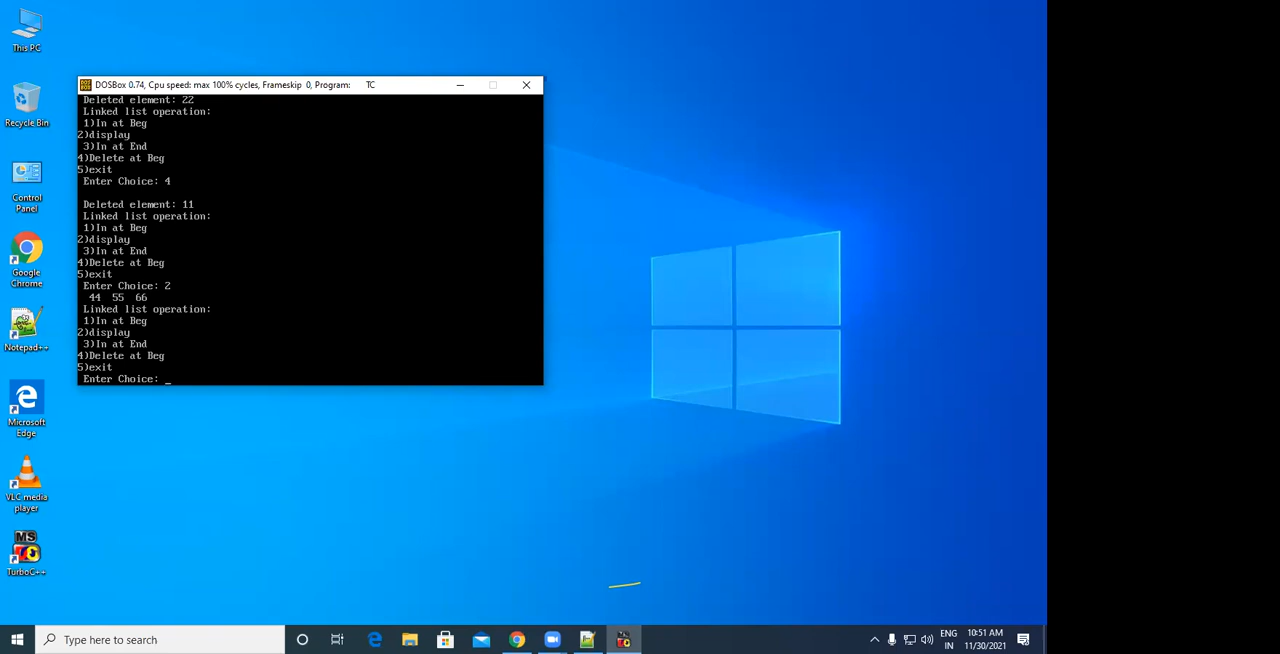 This PC
Recycle Bin
Control
Panel
Google
Chrome
Notepad++
Microsoft
Edge
VLC media
player
MS
TurboC++
DOSBox 0.74, Cpu speed: max 100% cycles, Frameskip 0, Program: TC
Deleted element: 22
Linked list operation:
1)In at Beg
2)display
3)In at End
4)Delete at Beg
5)exit
Enter Choice: 4
Deleted element: 11
Linked list operation:
1)In at Beg
2)display
3)In at End
4)Delete at Beg
5)exit
Enter Choice: 2
44 55 66
Linked list operation:
1)In at Beg
2)display
3)In at End
4)Delete at Beg
5)exit
Enter Choice: _
Type here to search
ENG
IN
10:51 AM
11/30/2021